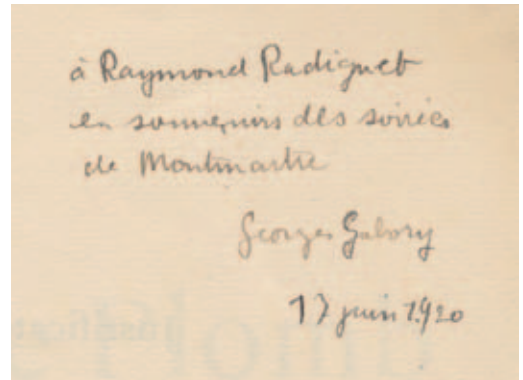 à Raymond Radiguet
en souvenirs des soirées
de Montmartre
Georges Gabory
17 juin 1920